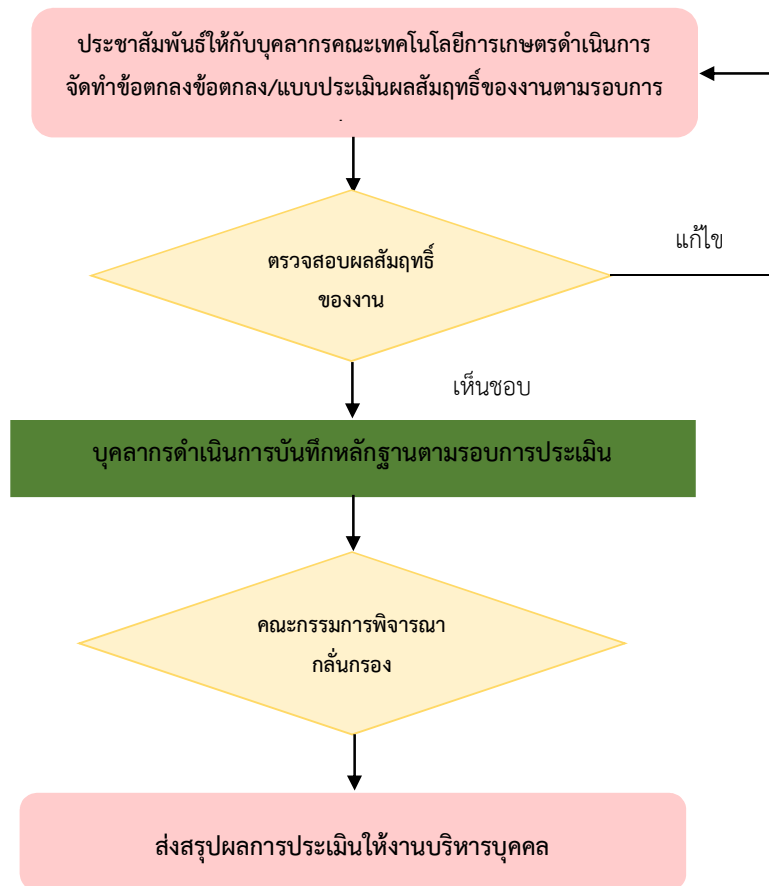 ประชาสัมพันธ์ให้กับบุคลากรคณะเทคโนโลยีการเกษตรดำเนินการ
จัดทำข้อตกลงข้อตกลง/แบบประเมินผลสัมฤทธิ์ของงานตามรอบการ
ตรวจสอบผลสัมฤทธิ์
ของงาน
แก้ไข
เห็นชอบ
บุคลากรดำเนินการบันทึกหลักฐานตามรอบการประเมิน
คณะกรรมการพิจารณา
กลั่นกรอง
ส่งสรุปผลการประเมินให้งานบริหารบุคคล